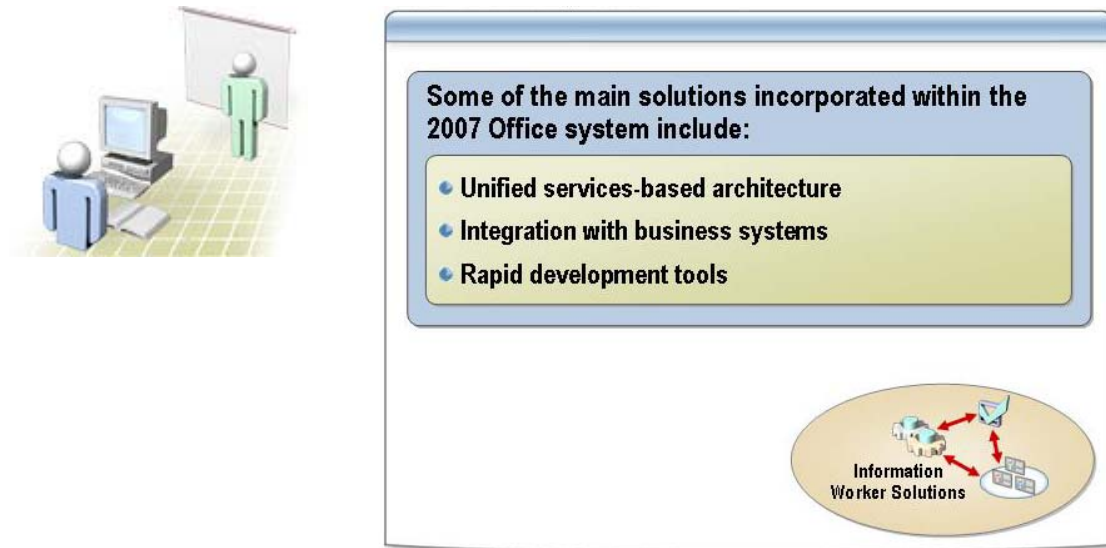 Some of the main solutions incorporated within the
2007 Office system include:
Unified services-based architecture
Integration with business systems
Rapid development tools
Information
Worker Solutions